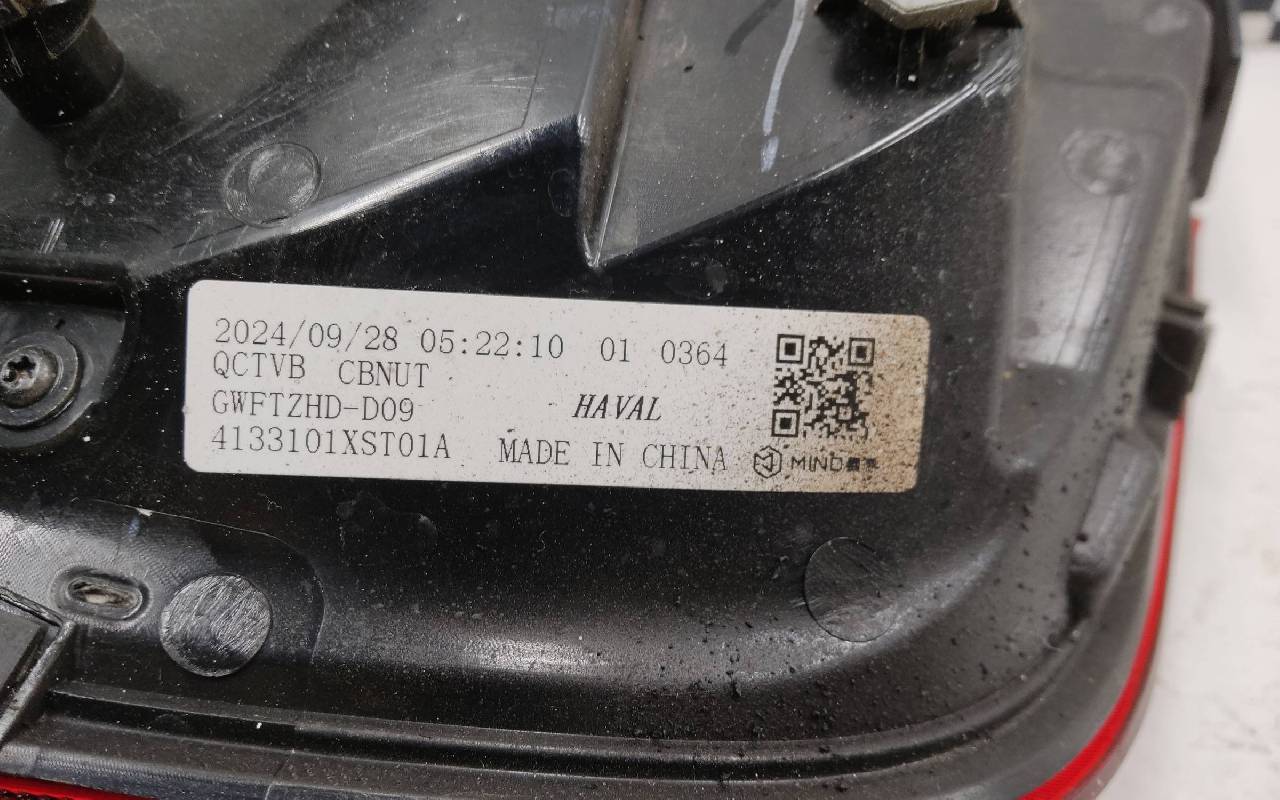 2024/09/28 05:22:10 01 0364
QCTVB CBNUT
GWFTZHD-D09 HAVAL
4133101XST01A MADE IN CHINA MIND